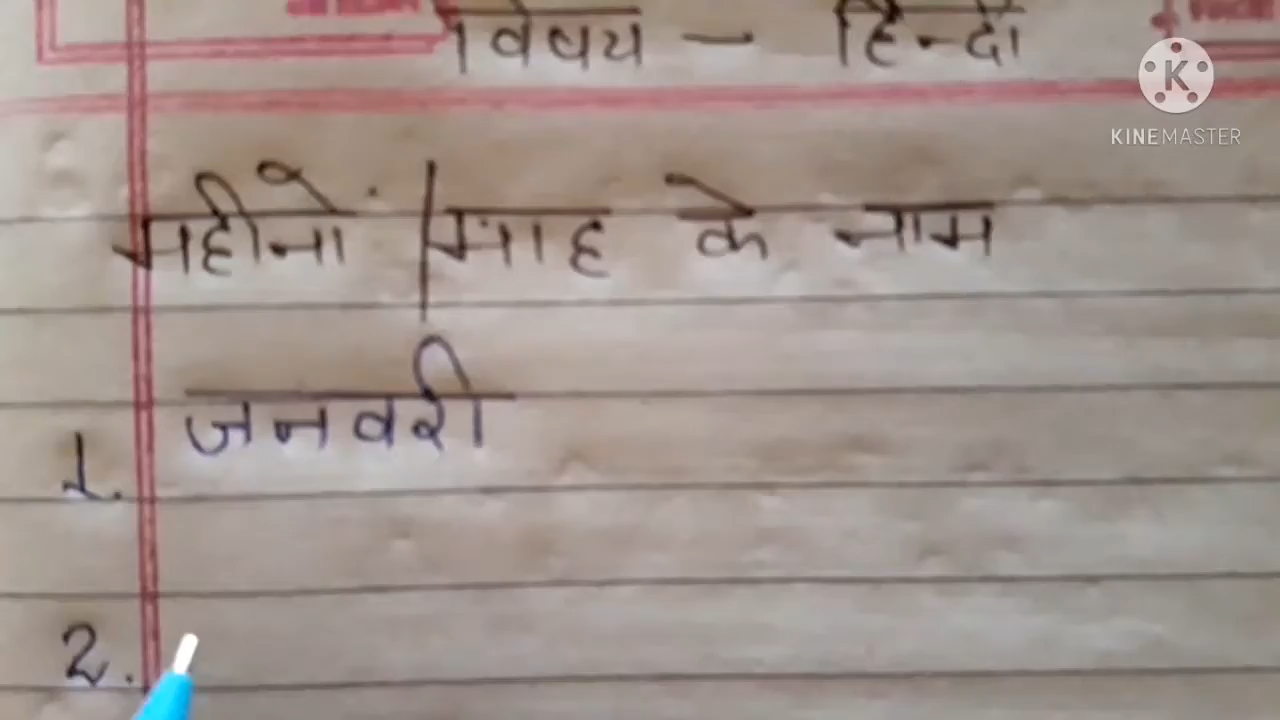 विषय - हिन्दी
KINEMASTER
महीनों / माह के नाम
1. जनवरी
2.